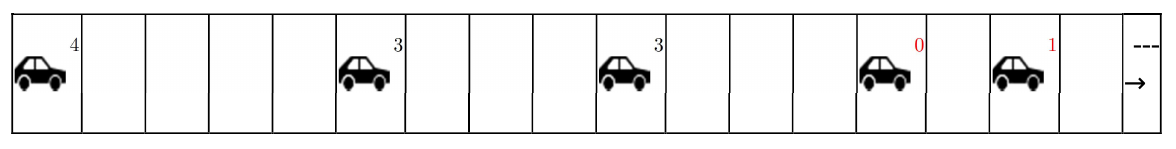 4 3 3 0 1 ---
→